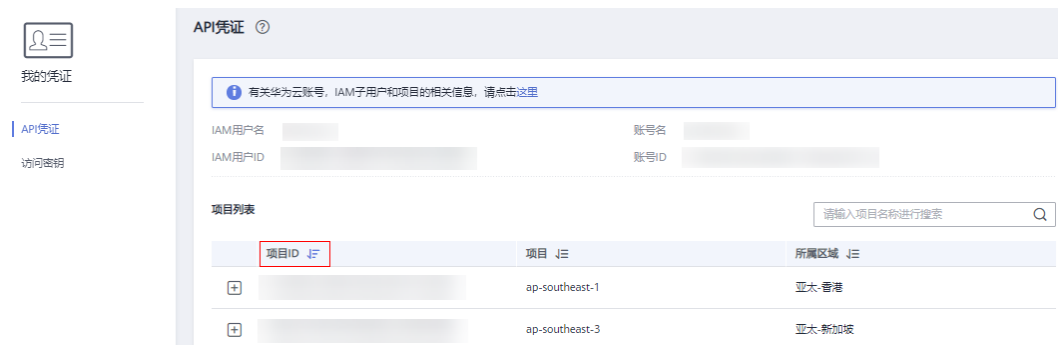 API凭证
我的凭证
有关华为云账号，IAM子用户和项目的相关信息，请点击这里
API凭证
访问密钥
IAM用户名
账号名
IAM用户ID
账号ID
项目列表
请输入项目名称进行搜索
项目ID 项目 所属区域
ap-southeast-1 亚太-香港
ap-southeast-3 亚太-新加坡